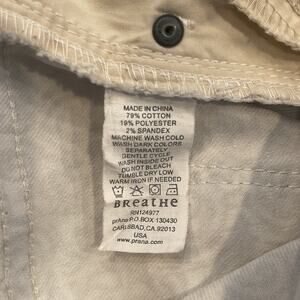 MADE IN CHINA
79% COTTON
19% POLYESTER
2% SPANDEX
MACHINE WASH COLD
WASH DARK COLORS
SEPARATELY
GENTLE CYCLE
WASH INSIDE OUT
DO NOT BLEACH
TUMBLE DRY LOW
WARM IRON IF NEEDED
BREATHE
RN124977
prAna P.O. BOX 130430
CARLSBAD, CA. 92013
USA
www.prana.com